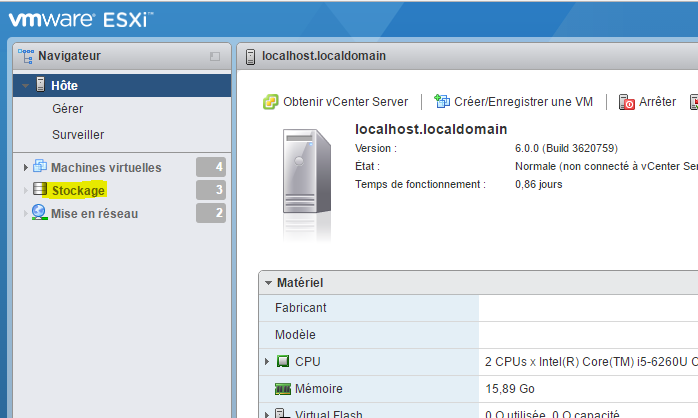 vmware ESXi™
Navigateur
localhost.localdomain
Hôte
Gérer
Surveiller
Machines virtuelles 4
Stockage 3
Mise en réseau 2
Obtenir vCenter Server
Créer/Enregistrer une VM
Arrêter
localhost.localdomain
Version : 6.0.0 (Build 3620759)
État : Normale (non connecté à vCenter Ser
Temps de fonctionnement : 0,86 jours
Matériel
Fabricant
Modèle
CPU 2 CPUs x Intel(R) Core(TM) i5-6260U C
Mémoire 15,89 Go
Virtual Flash 0 O utilisée, 0 O capacité